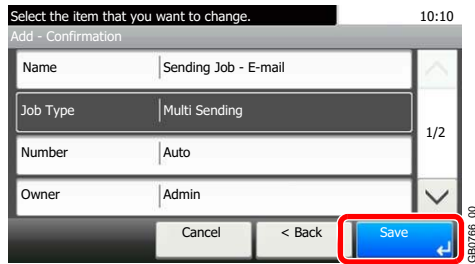 Select the item that you want to change. 10:10
Add - Confirmation
Name Sending Job - E-mail
Job Type Multi Sending
1/2
Number Auto
Owner Admin
Cancel < Back Save
GB0766_00